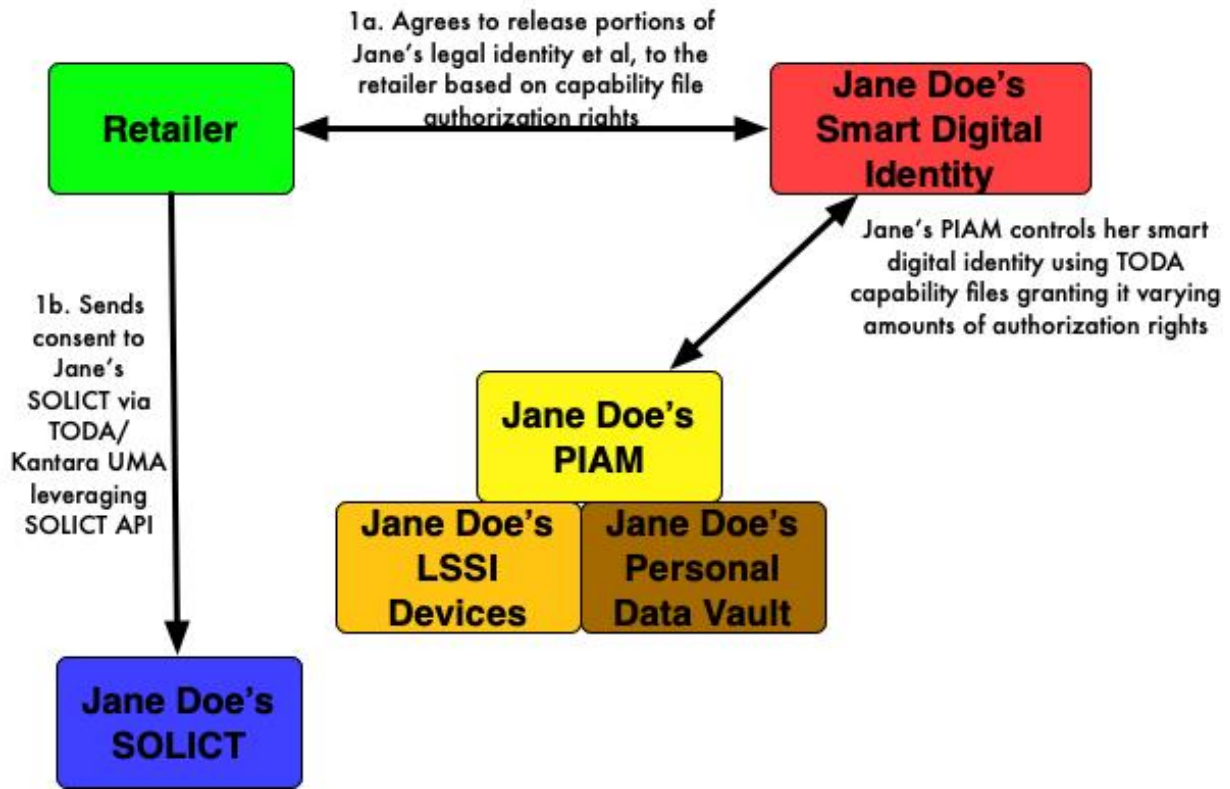 1a. Agrees to release portions of
Jane's legal identity et al, to the
retailer based on capability file
authorization rights
Retailer
Jane Doe's
Smart Digital
Identity
Jane's PIAM controls her smart
digital identity using TODA
capability files granting it varying
amounts of authorization rights
1b. Sends
consent to
Jane's
SOLICT via
TODA/
Kantara UMA
leveraging
SOLICT API
Jane Doe's
PIAM
Jane Doe's
LSSI
Devices
Jane Doe's
Personal
Data Vault
Jane Doe's
SOLICT